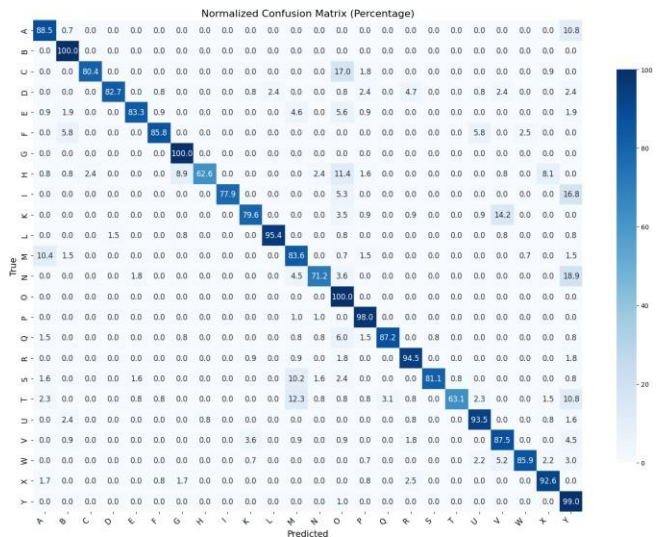 Normalized Confusion Matrix (Percentage)
A 88.5 0.7 0.0 0.0 0.0 0.0 0.0 0.0 0.0 0.0 0.0 0.0 0.0 0.0 0.0 0.0 0.0 0.0 0.0 0.0 0.0 0.0 0.0 10.8
B 0.0 100.0 0.0 0.0 0.0 0.0 0.0 0.0 0.0 0.0 0.0 0.0 0.0 0.0 0.0 0.0 0.0 0.0 0.0 0.0 0.0 0.0 0.0 0.0
C 0.0 0.0 80.4 0.0 0.0 0.0 0.0 0.0 0.0 0.0 0.0 0.0 0.0 17.0 1.8 0.0 0.0 0.0 0.0 0.0 0.0 0.0 0.9 0.0
D 0.0 0.0 0.0 82.7 0.0 0.8 0.0 0.0 0.0 0.8 2.4 0.0 0.0 0.8 2.4 0.0 4.7 0.0 0.0 0.8 2.4 0.0 0.0 2.4
E 0.9 1.9 0.0 0.0 83.3 0.9 0.0 0.0 0.0 0.0 0.0 4.6 0.0 5.6 0.9 0.0 0.0 0.0 0.0 0.0 0.0 0.0 0.0 1.9
F 0.0 5.8 0.0 0.0 0.0 85.8 0.0 0.0 0.0 0.0 0.0 0.0 0.0 0.0 0.0 0.0 0.0 0.0 0.0 5.8 0.0 2.5 0.0 0.0
G 0.0 0.0 0.0 0.0 0.0 0.0 100.0 0.0 0.0 0.0 0.0 0.0 0.0 0.0 0.0 0.0 0.0 0.0 0.0 0.0 0.0 0.0 0.0 0.0
H 0.8 0.8 2.4 0.0 0.0 0.0 8.9 62.6 0.0 0.0 0.0 0.0 2.4 11.4 1.6 0.0 0.0 0.0 0.0 0.0 0.0 0.0 8.1 0.0
I 0.0 0.0 0.0 0.0 0.0 0.0 0.0 0.0 77.9 0.0 0.0 0.0 0.0 5.3 0.0 0.0 0.0 0.0 0.0 0.0 0.0 0.0 0.0 16.8
K 0.0 0.0 0.0 0.0 0.0 0.0 0.0 0.0 0.0 79.6 0.0 0.0 0.0 3.5 0.9 0.0 0.9 0.0 0.0 0.9 14.2 0.0 0.0 0.0
L 0.0 0.0 0.0 1.5 0.0 0.0 0.8 0.0 0.0 0.0 95.4 0.0 0.0 0.8 0.0 0.0 0.0 0.0 0.0 0.0 0.8 0.0 0.0 0.8
M 10.4 1.5 0.0 0.0 0.0 0.0 0.0 0.0 0.0 0.0 0.0 83.6 0.0 0.7 1.5 0.0 0.0 0.0 0.0 0.0 0.0 0.7 0.0 1.5
N 0.0 0.0 0.0 0.0 1.8 0.0 0.0 0.0 0.0 0.0 0.0 4.5 71.2 3.6 0.0 0.0 0.0 0.0 0.0 0.0 0.0 0.0 0.0 18.9
O 0.0 0.0 0.0 0.0 0.0 0.0 0.0 0.0 0.0 0.0 0.0 0.0 0.0 100.0 0.0 0.0 0.0 0.0 0.0 0.0 0.0 0.0 0.0 0.0
P 0.0 0.0 0.0 0.0 0.0 0.0 0.0 0.0 0.0 0.0 0.0 1.0 1.0 0.0 98.0 0.0 0.0 0.0 0.0 0.0 0.0 0.0 0.0 0.0
Q 1.5 0.0 0.0 0.0 0.0 0.0 0.8 0.0 0.0 0.0 0.0 0.8 0.8 6.0 1.5 87.2 0.0 0.8 0.0 0.0 0.0 0.0 0.0 0.8
R 0.0 0.0 0.0 0.0 0.0 0.0 0.0 0.0 0.0 0.9 0.0 0.9 0.0 1.8 0.0 0.0 94.5 0.0 0.0 0.0 0.0 0.0 0.0 1.8
S 1.6 0.0 0.0 0.0 1.6 0.0 0.0 0.0 0.0 0.0 0.0 10.2 1.6 2.4 0.0 0.0 0.0 81.1 0.8 0.0 0.0 0.0 0.0 0.8
T 2.3 0.0 0.0 0.0 0.8 0.8 0.0 0.0 0.0 0.8 0.0 12.3 0.8 0.8 0.8 3.1 0.0 0.8 63.1 2.3 0.0 0.0 1.5 10.8
U 0.0 2.4 0.0 0.0 0.0 0.0 0.0 0.8 0.0 0.0 0.0 0.0 0.0 0.0 0.0 0.0 0.8 0.0 0.0 93.5 0.0 0.0 0.8 1.6
V 0.0 0.9 0.0 0.0 0.0 0.0 0.0 0.0 0.0 3.6 0.0 0.9 0.0 0.9 0.0 0.0 1.8 0.0 0.0 0.0 87.5 0.0 0.0 4.5
W 0.0 0.0 0.0 0.0 0.0 0.0 0.0 0.0 0.0 0.7 0.0 0.0 0.0 0.0 0.7 0.0 0.0 0.0 0.0 2.2 5.2 85.9 2.2 3.0
X 1.7 0.0 0.0 0.0 0.0 0.8 1.7 0.0 0.0 0.0 0.0 0.0 0.0 0.0 0.8 0.0 2.5 0.0 0.0 0.0 0.0 0.0 92.6 0.0
Y 0.0 0.0 0.0 0.0 0.0 0.0 0.0 0.0 0.0 0.0 0.0 0.0 0.0 1.0 0.0 0.0 0.0 0.0 0.0 0.0 0.0 0.0 0.0 99.0
A B C D E F G H I K L M N O P Q R S T U V W X Y
Predicted
True
100
80
60
40
20
0